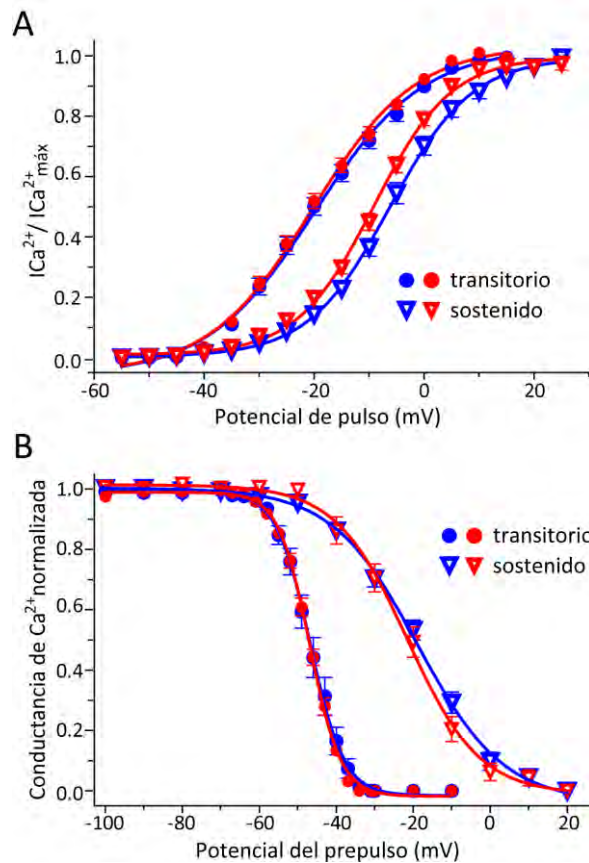 A
ICa²⁺/ ICa²⁺máx
1.0
0.8
0.6
0.4
0.2
0.0
transitorio
sostenido
-60 -40 -20 0 20
Potencial de pulso (mV)
B
Conductancia de Ca²⁺normalizada
1.0
0.8
0.6
0.4
0.2
0.0
transitorio
sostenido
-100 -80 -60 -40 -20 0 20
Potencial del prepulso (mV)